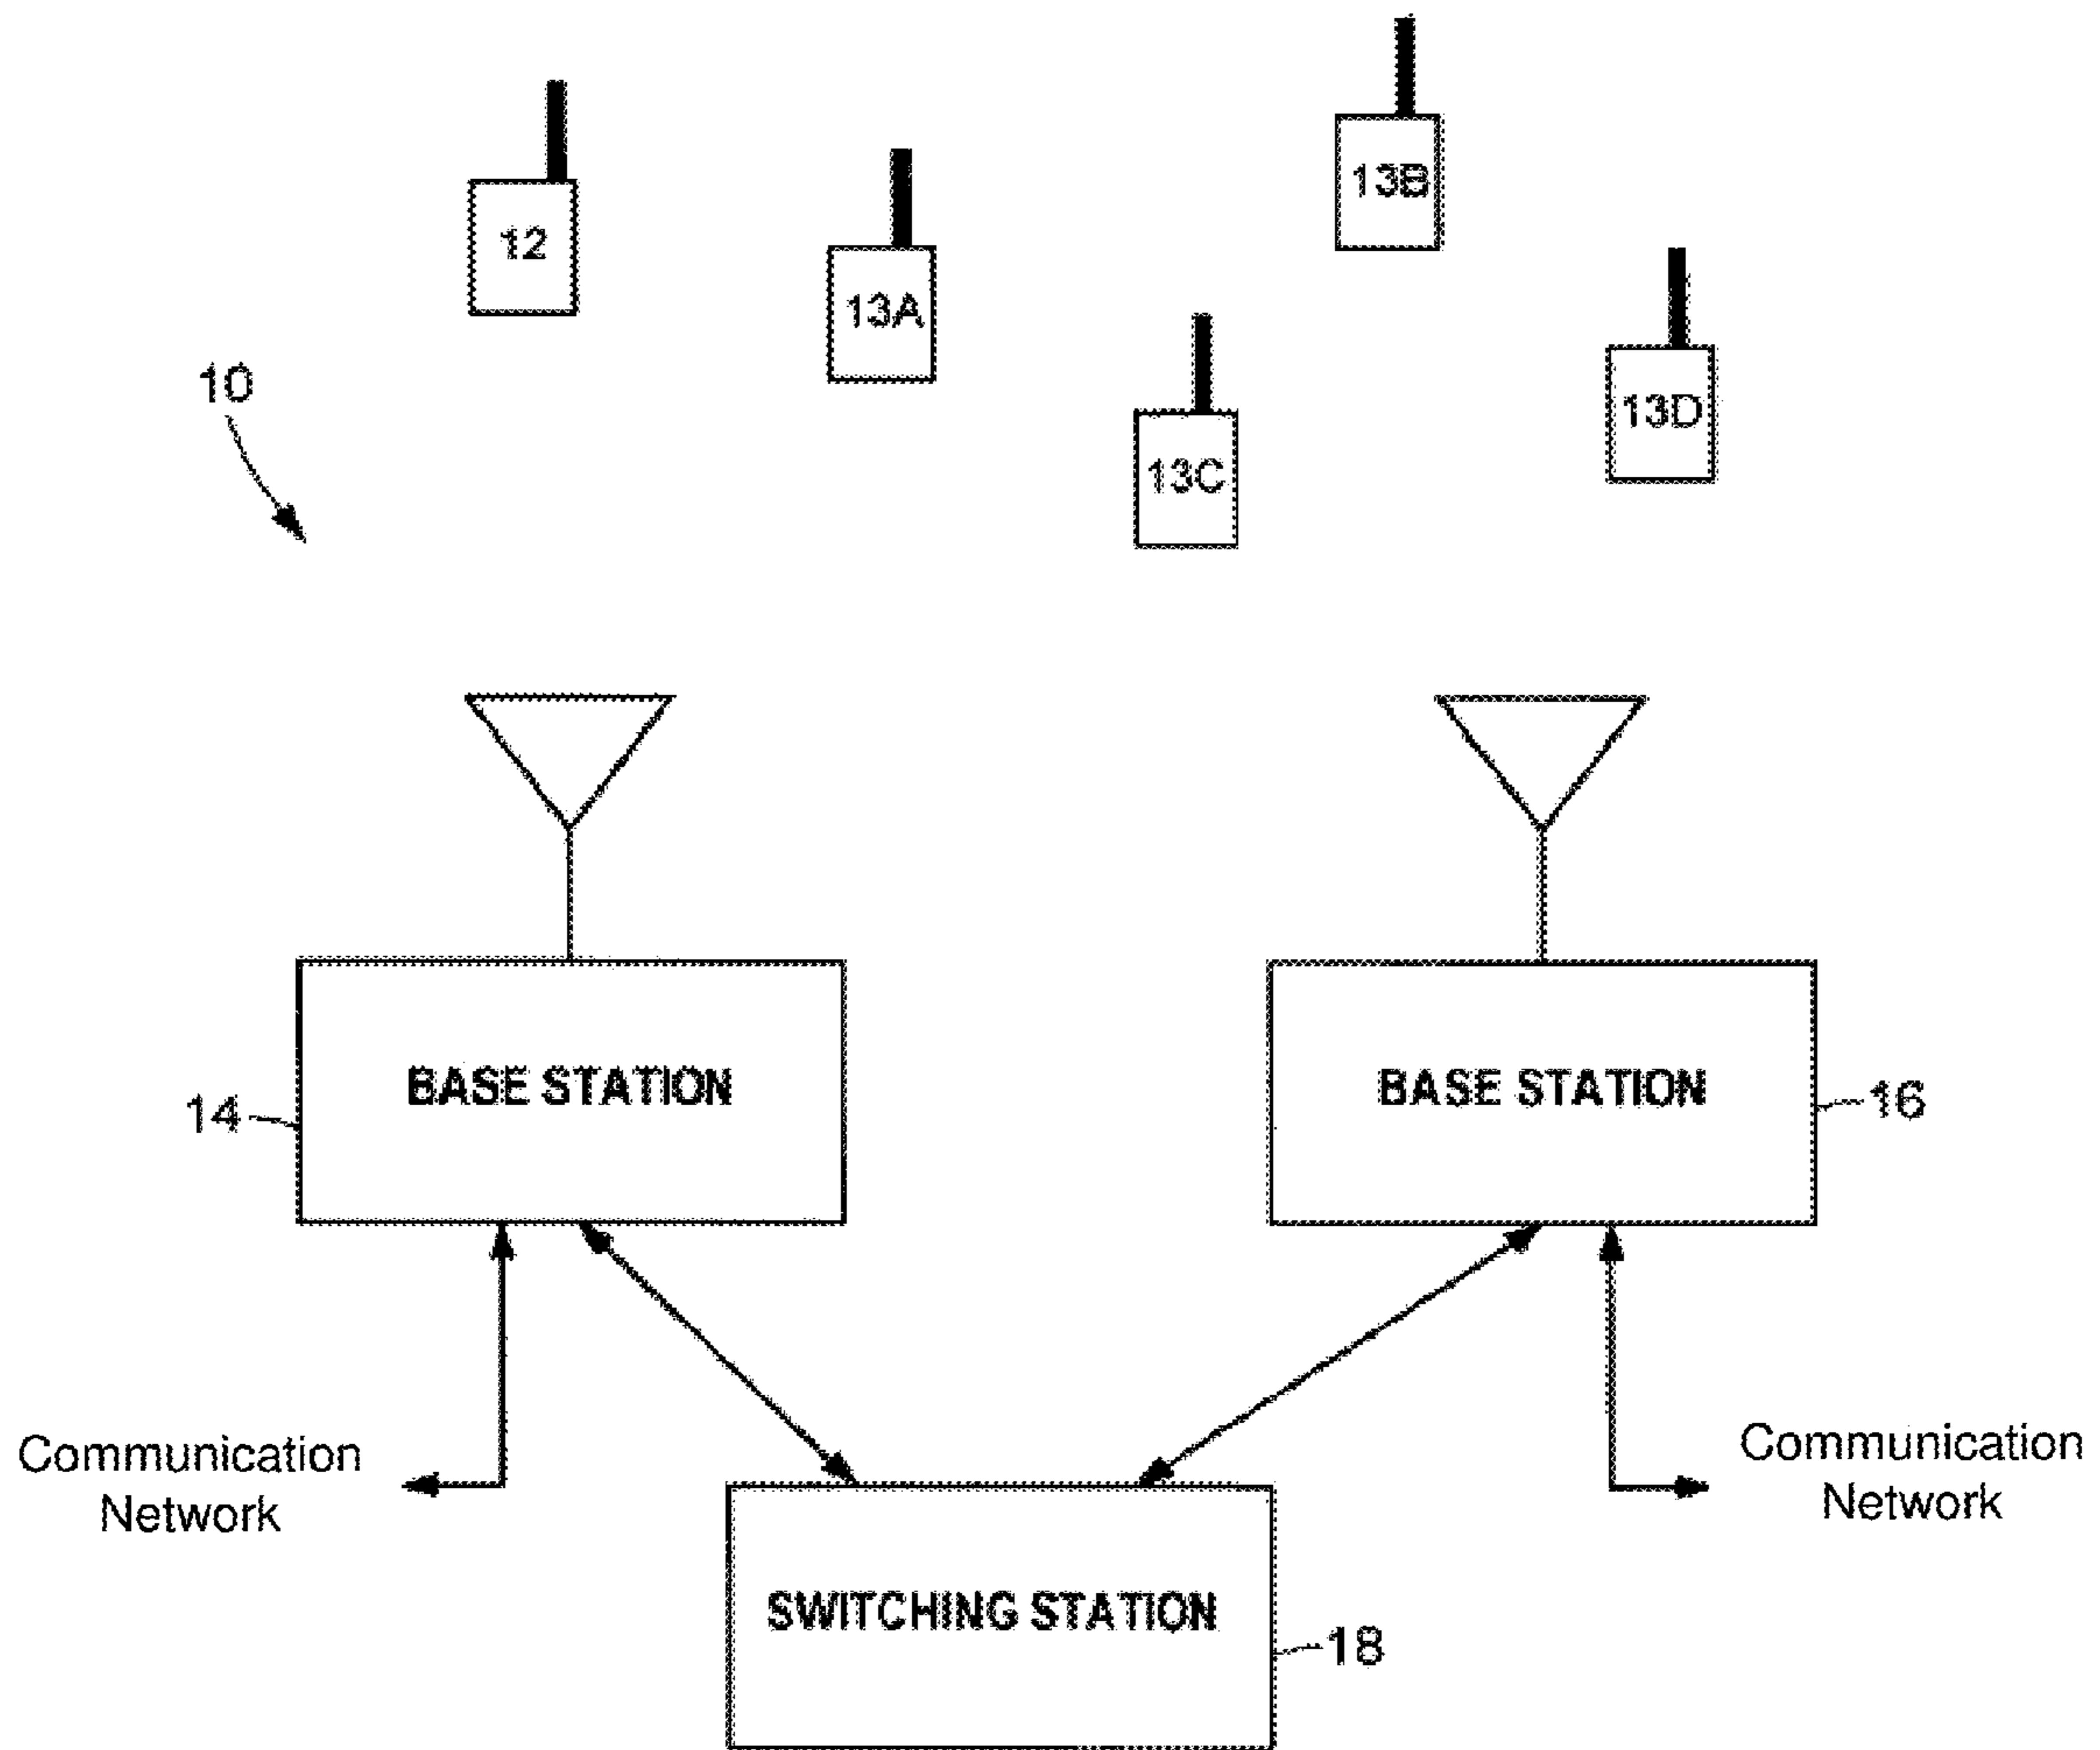 13B
12
13A
10
13D
13C
BASE STATION
BASE STATION
14
16
Communication
Network
Communication
Network
SWITCHING STATION
18